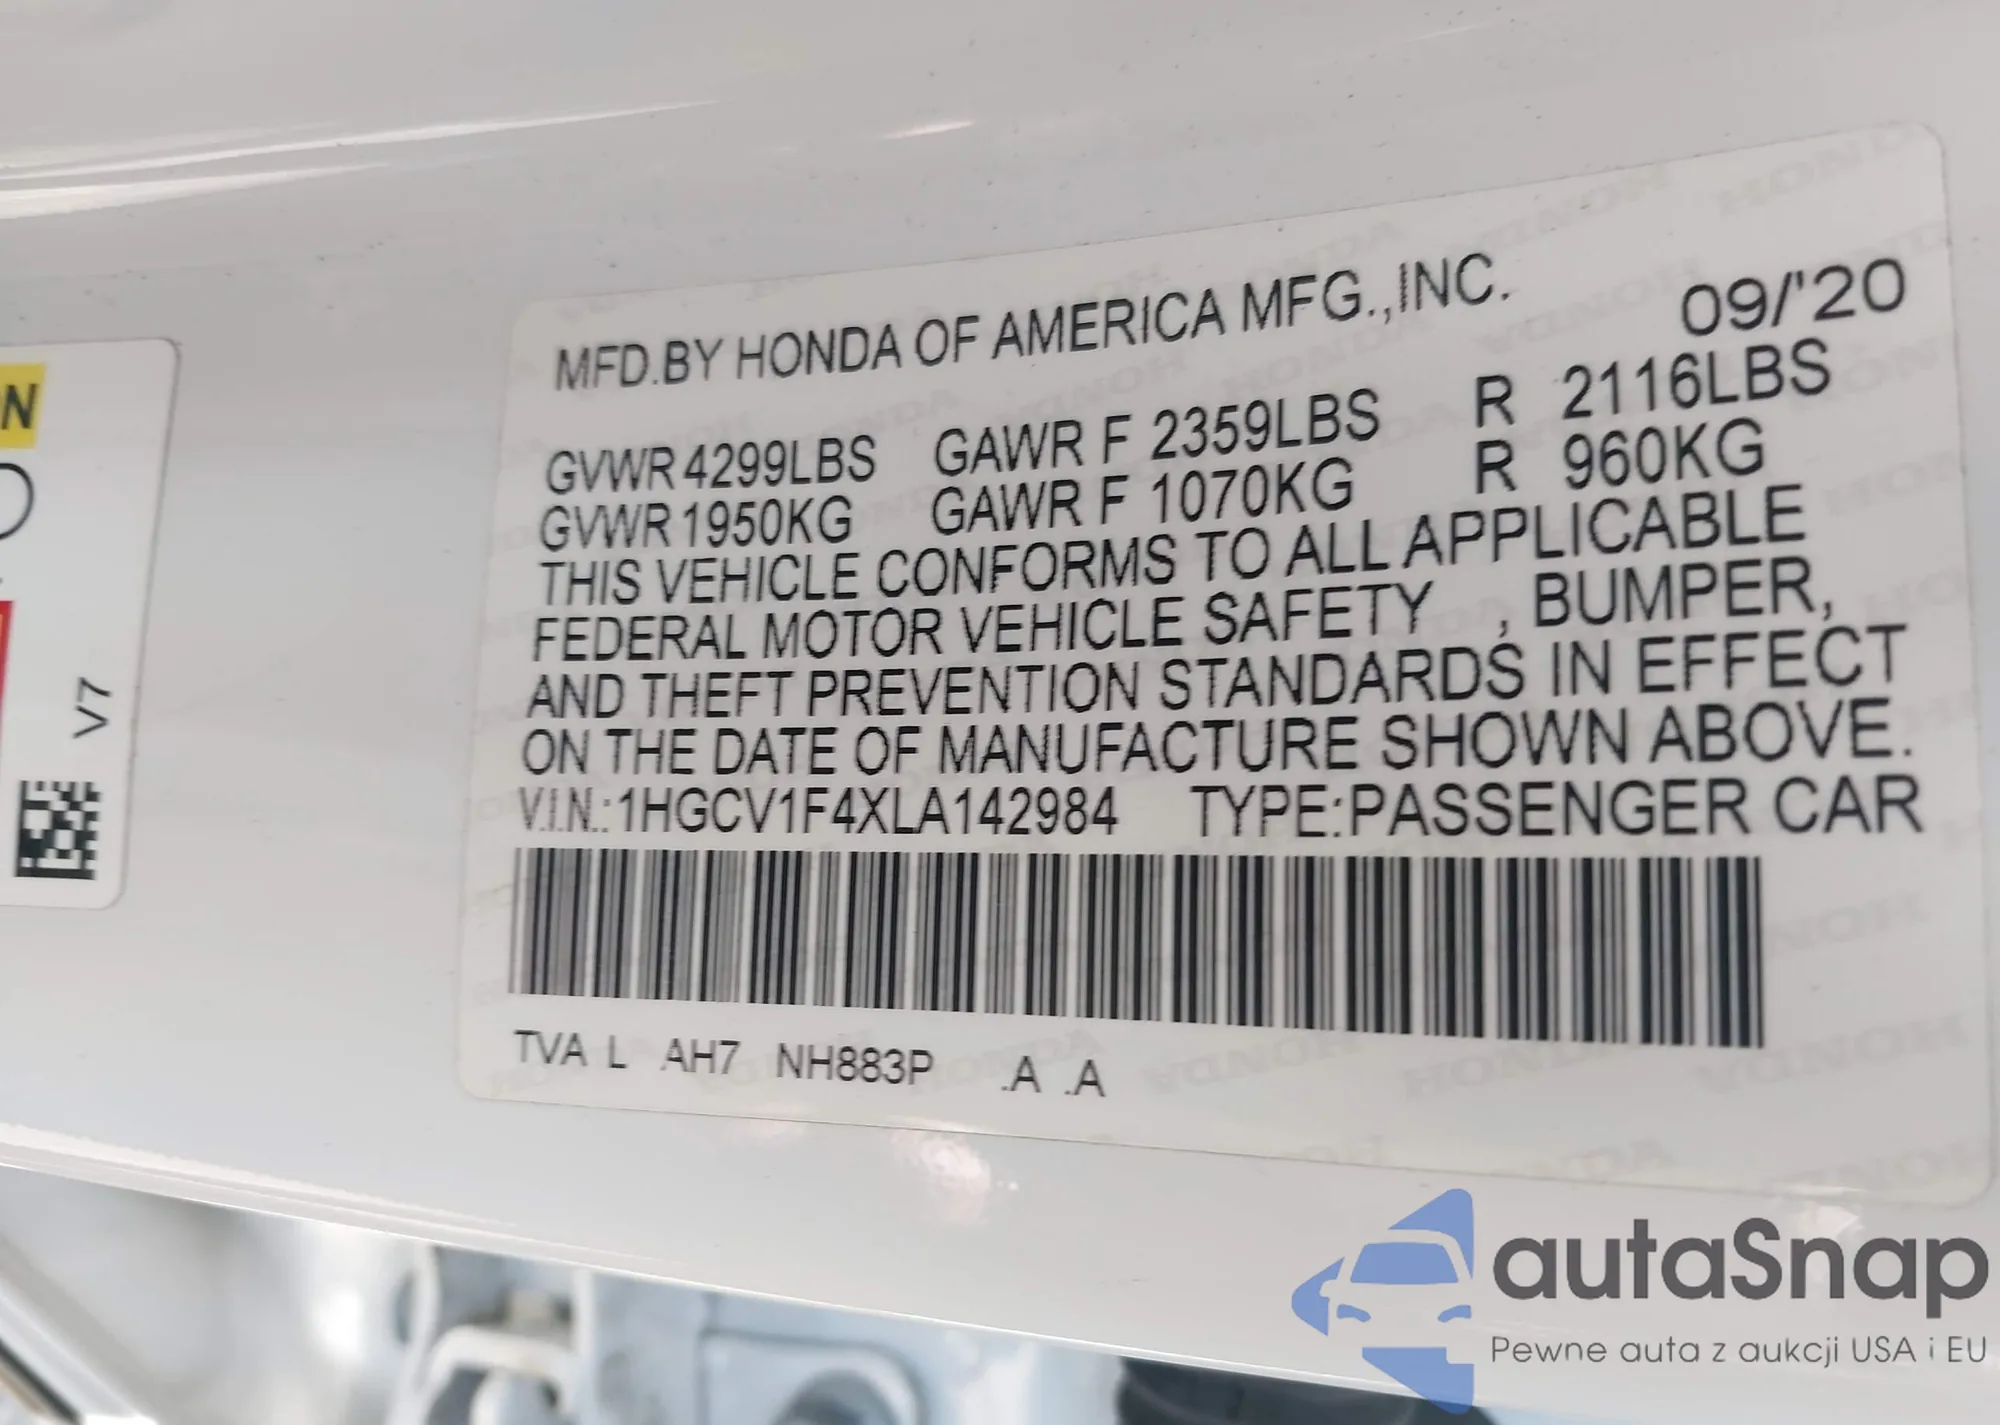 N
V7
MFD.BY HONDA OF AMERICA MFG.,INC. 09/'20
GVWR 4299LBS GAWR F 2359LBS R 2116LBS
GVWR 1950KG GAWR F 1070KG R 960KG
THIS VEHICLE CONFORMS TO ALL APPLICABLE
FEDERAL MOTOR VEHICLE SAFETY , BUMPER,
AND THEFT PREVENTION STANDARDS IN EFFECT
ON THE DATE OF MANUFACTURE SHOWN ABOVE.
V.I.N.:1HGCV1F4XLA142984 TYPE:PASSENGER CAR
TVA L AH7 NH883P .A .A
autaSnap
Pewne auta z aukcji USA i EU